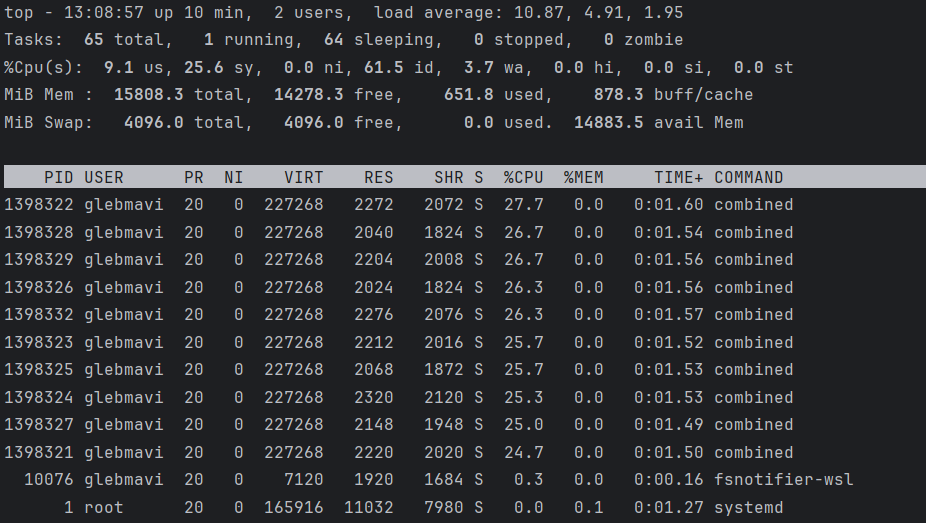 top - 13:08:57 up 10 min,  2 users,  load average: 10.87, 4.91, 1.95
Tasks:  65 total,   1 running,  64 sleeping,   0 stopped,   0 zombie
%Cpu(s):  9.1 us, 25.6 sy,  0.0 ni, 61.5 id,  3.7 wa,  0.0 hi,  0.0 si,  0.0 st
MiB Mem :  15808.3 total,  14278.3 free,    651.8 used,    878.3 buff/cache
MiB Swap:   4096.0 total,   4096.0 free,      0.0 used.  14883.5 avail Mem
    PID USER      PR  NI    VIRT    RES    SHR S  %CPU  %MEM     TIME+ COMMAND
1398322 glebmavi  20   0  227268   2272   2072 S  27.7   0.0   0:01.60 combined
1398328 glebmavi  20   0  227268   2040   1824 S  26.7   0.0   0:01.54 combined
1398329 glebmavi  20   0  227268   2204   2008 S  26.7   0.0   0:01.56 combined
1398326 glebmavi  20   0  227268   2024   1824 S  26.3   0.0   0:01.56 combined
1398332 glebmavi  20   0  227268   2276   2076 S  26.3   0.0   0:01.57 combined
1398323 glebmavi  20   0  227268   2212   2016 S  25.7   0.0   0:01.52 combined
1398325 glebmavi  20   0  227268   2068   1872 S  25.7   0.0   0:01.53 combined
1398324 glebmavi  20   0  227268   2320   2120 S  25.3   0.0   0:01.53 combined
1398327 glebmavi  20   0  227268   2148   1948 S  25.0   0.0   0:01.49 combined
1398321 glebmavi  20   0  227268   2220   2020 S  24.7   0.0   0:01.50 combined
  10076 glebmavi  20   0    7120   1920   1684 S   0.3   0.0   0:00.16 fsnotifier-wsl
      1 root      20   0  165916  11032   7980 S   0.0   0.1   0:01.27 systemd